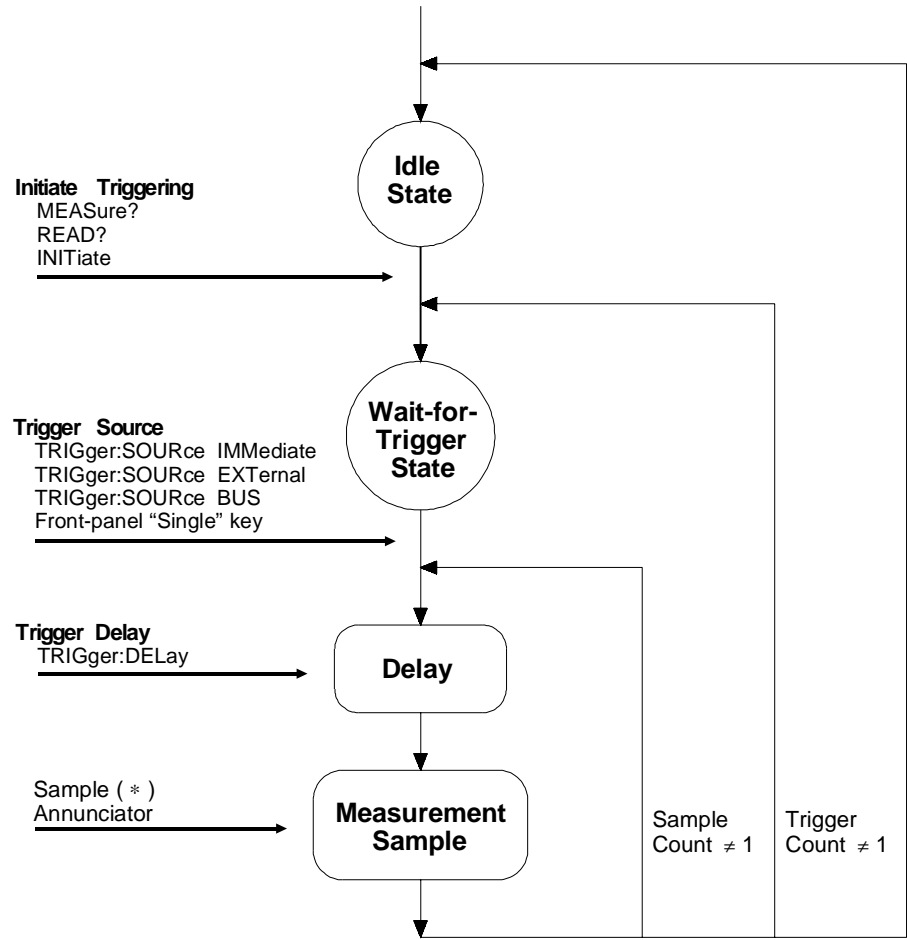 Idle
State
Initiate Triggering
MEASure?
READ?
INITiate
Wait-for-
Trigger
State
Trigger Source
TRIGger:SOURce IMMediate
TRIGger:SOURce EXTernal
TRIGger:SOURce BUS
Front-panel “Single” key
Trigger Delay
TRIGger:DELay
Delay
Sample ( * )
Annunciator
Measurement
Sample
Sample
Count ≠ 1
Trigger
Count ≠ 1